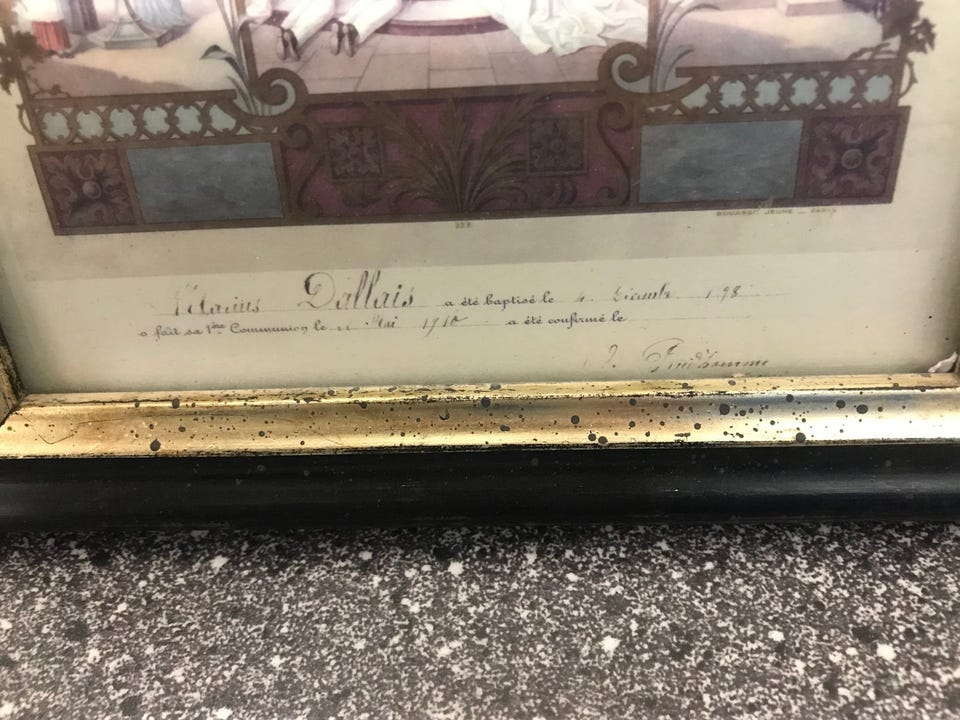 BOUASSE JEUNE _ PARIS
Marius Dallais a été baptisé le 4 Décembre
a fait sa 1ère Communion le Mai 1910 a été confirmé le
Prudhomme